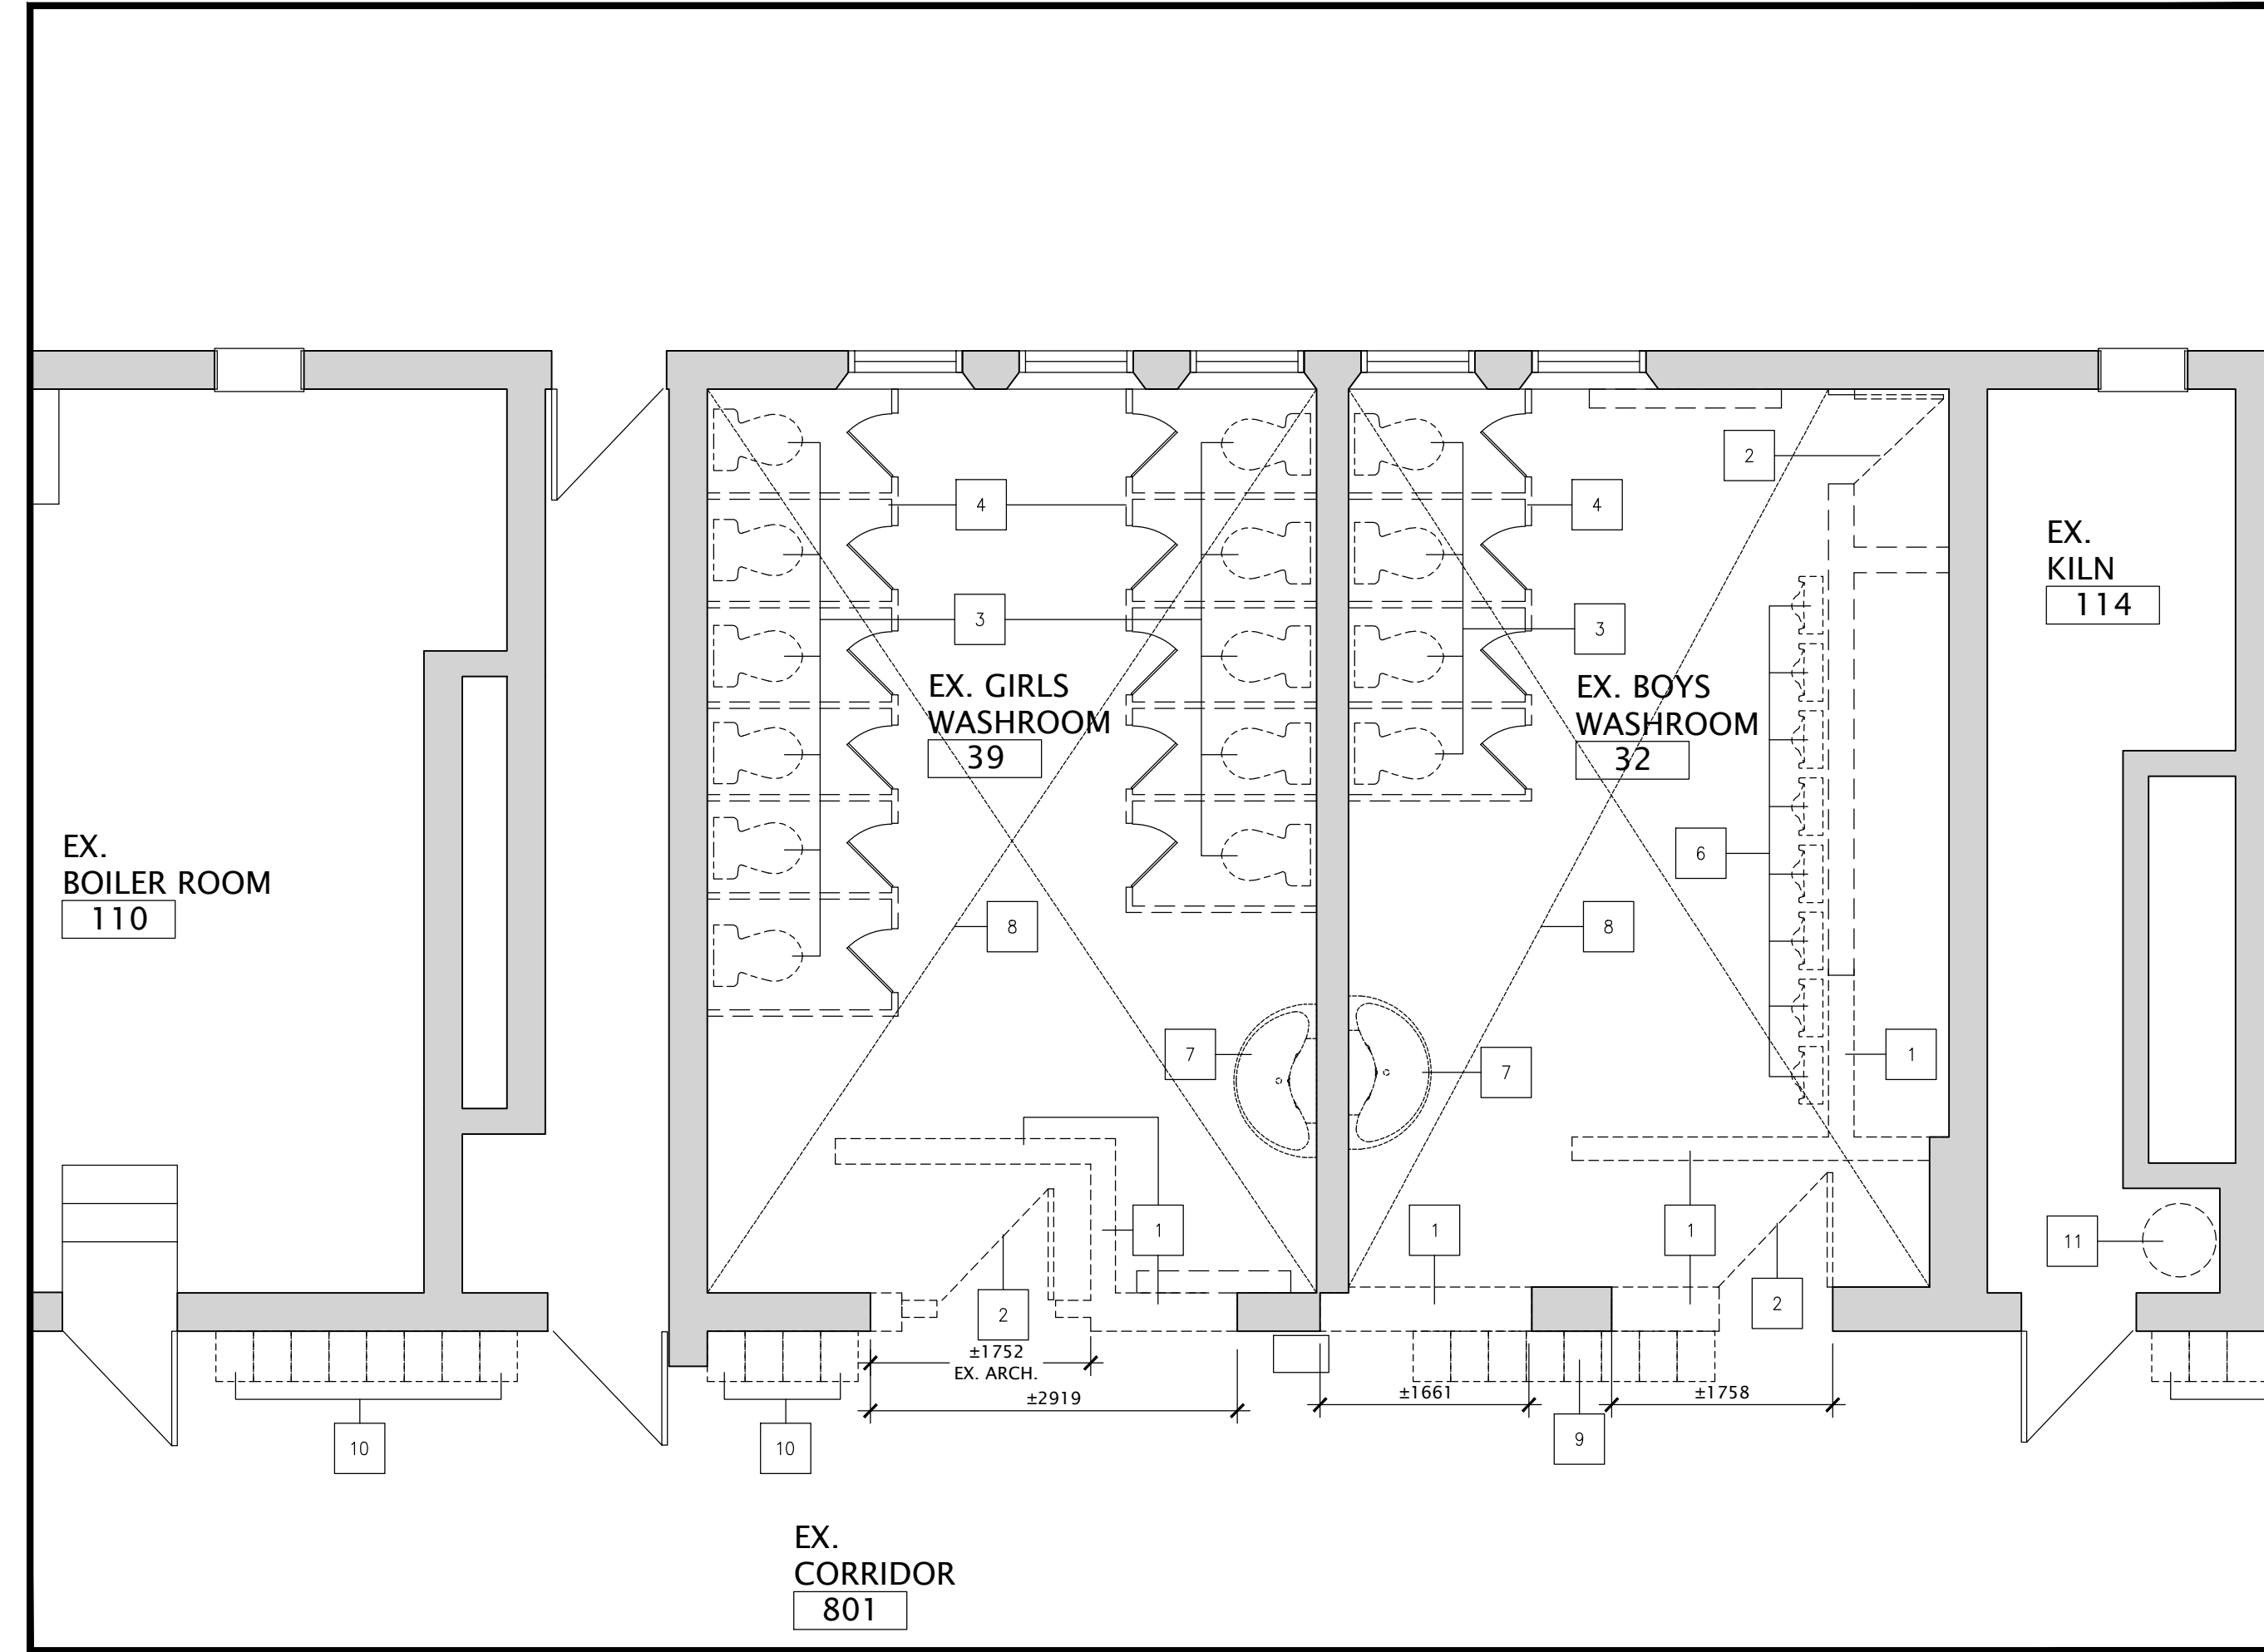 2
4
4
EX.
KILN
114
3
3
EX. GIRLS
WASHROOM
39
EX. BOYS
WASHROOM
32
EX.
BOILER ROOM
110
6
8
8
7
7
1
1
1
1
11
2
2
±1752
EX. ARCH.
±2919
±1661
±1758
10
10
9
EX.
CORRIDOR
801